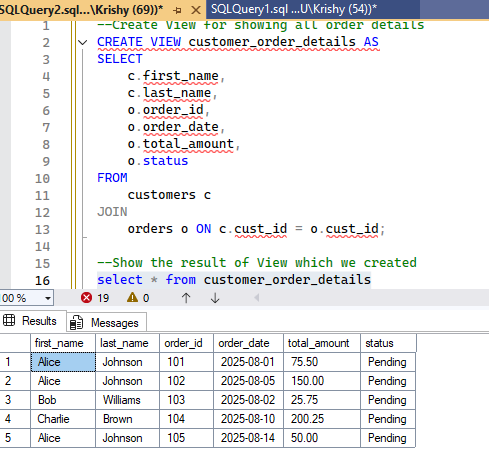 SQLQuery2.sql...\Krishy (69))* SQLQuery1.sql ...U\Krishy (54))*
1 --Create View for showing all order details
2 CREATE VIEW customer_order_details AS
3 SELECT
4 c.first_name,
5 c.last_name,
6 o.order_id,
7 o.order_date,
8 o.total_amount,
9 o.status
10 FROM
11 customers c
12 JOIN
13 orders o ON c.cust_id = o.cust_id;
14
15 --Show the result of View which we created
16 select * from customer_order_details
00 % 19 0
Results Messages
first_name last_name order_id order_date total_amount status
1 Alice Johnson 101 2025-08-01 75.50 Pending
2 Alice Johnson 102 2025-08-05 150.00 Pending
3 Bob Williams 103 2025-08-02 25.75 Pending
4 Charlie Brown 104 2025-08-10 200.25 Pending
5 Alice Johnson 105 2025-08-14 50.00 Pending